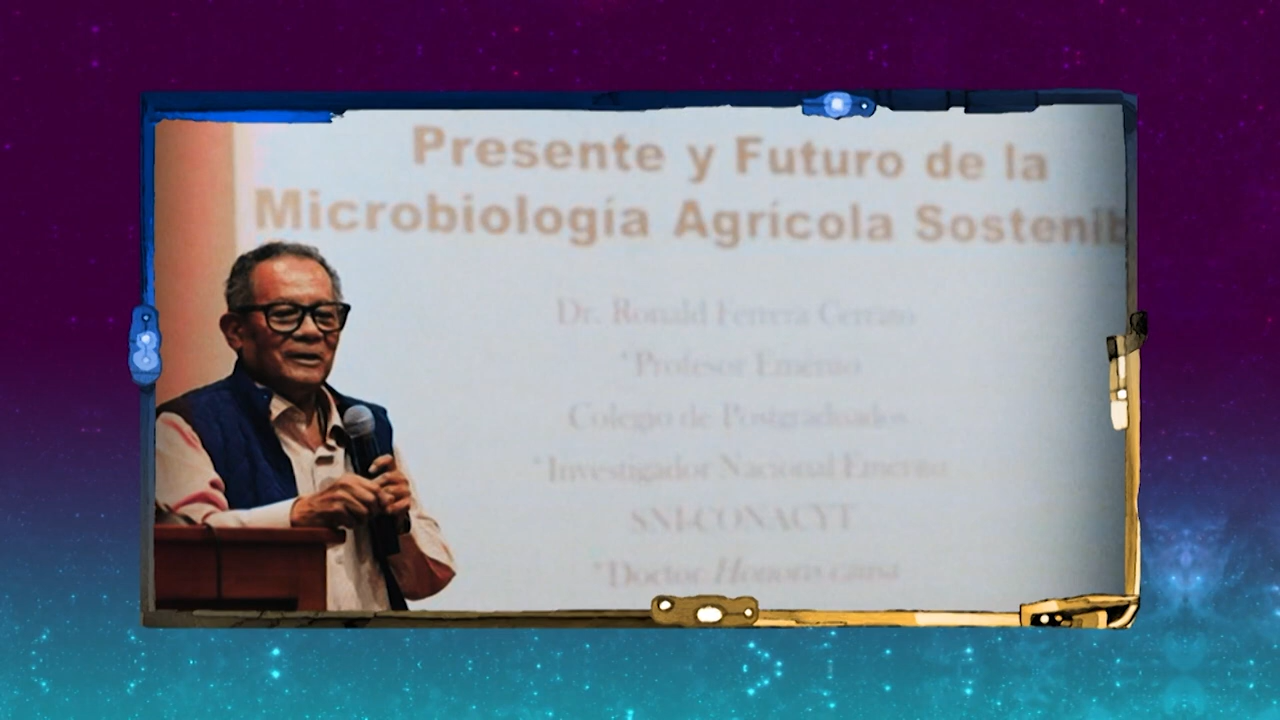 Presente y Futuro de la
Microbiología Agrícola Sostenib
Dr. Ronald Ferrera Cerrato
*Profesor Emerito
Colegio de Postgraduados
*Investigador Nacional Emerito
SNI-CONACYT
*Doctor Honoris causa